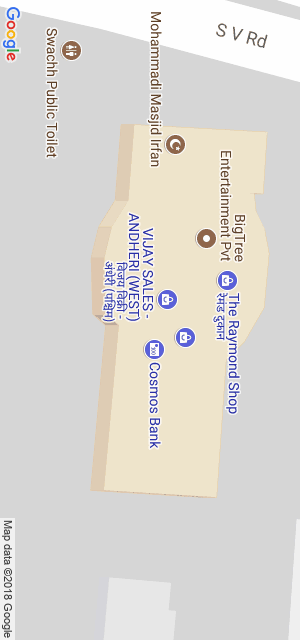 S V Rd
Google
Swachh Public Toilet
Mohammadi Masjid Irfan
BigTree
Entertainment Pvt
The Raymond Shop
रेमंड दुकान
VIJAY SALES -
ANDHERI (WEST)
विजय विक्री -
अंधेरी (पश्चिम)
Cosmos Bank
Map data ©2018 Google